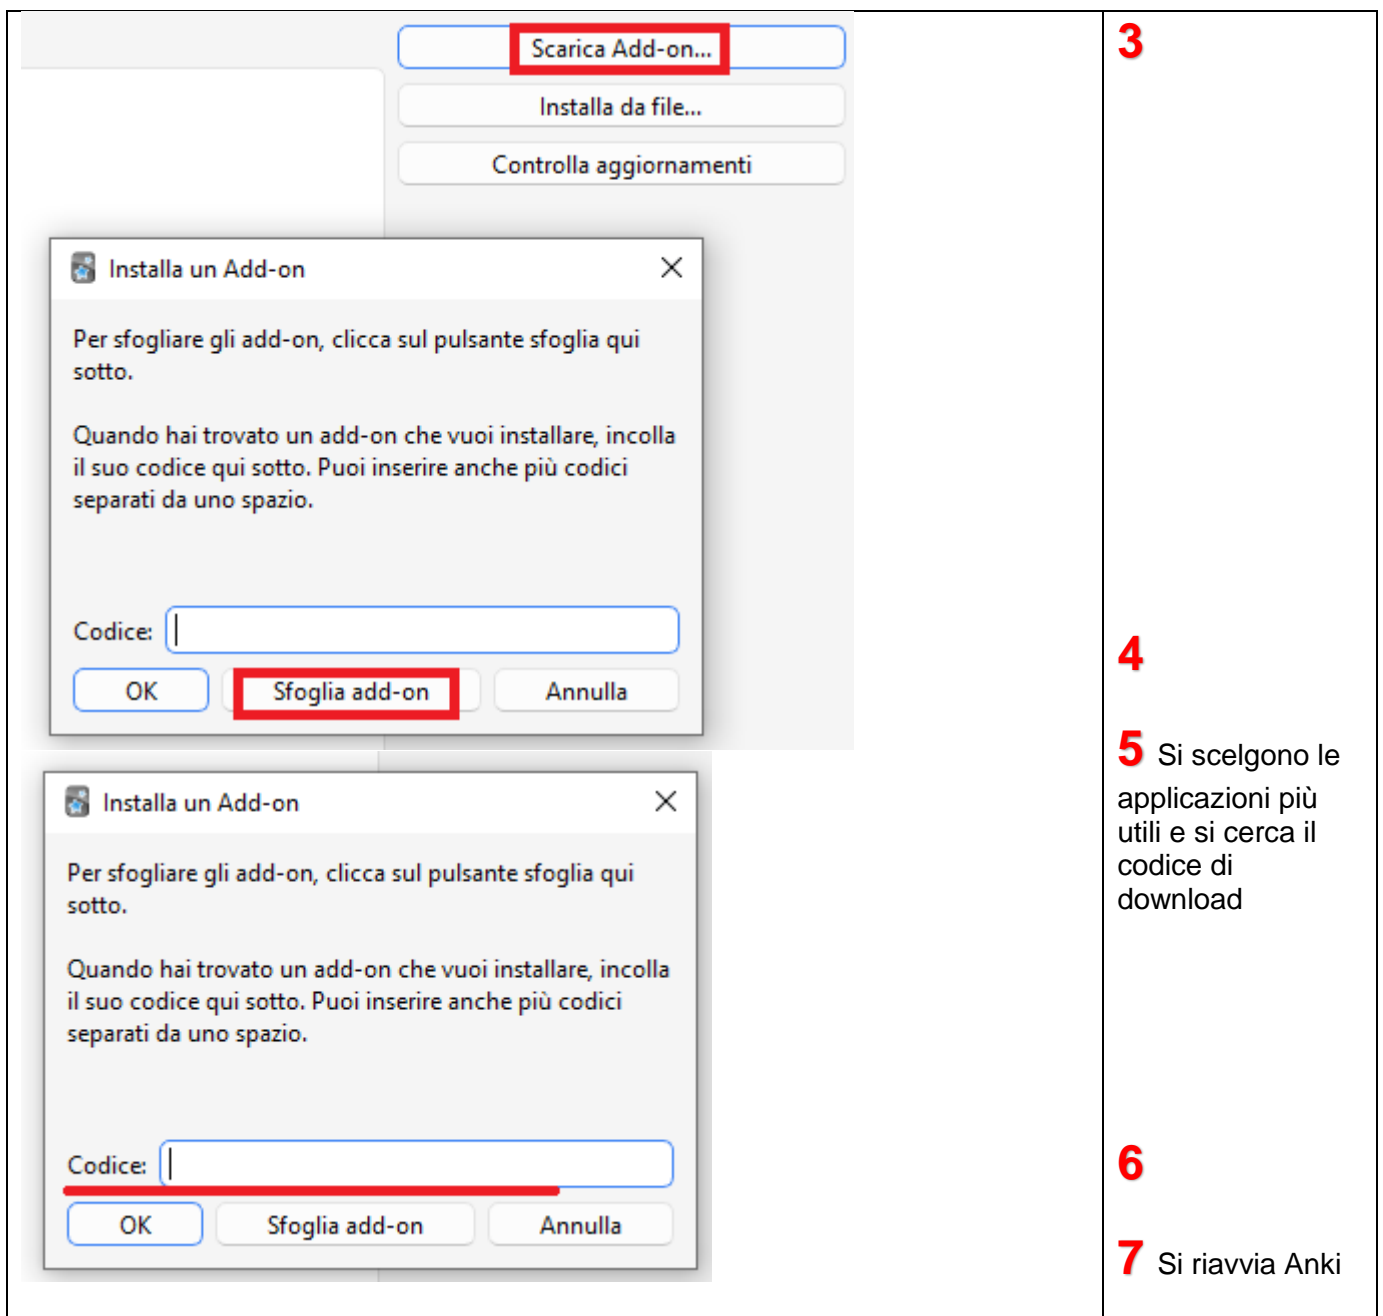 Scarica Add-on...
3
Installa da file...
Controlla aggiornamenti
Installa un Add-on
Per sfogliare gli add-on, clicca sul pulsante sfoglia qui
sotto.
Quando hai trovato un add-on che vuoi installare, incolla
il suo codice qui sotto. Puoi inserire anche più codici
separati da uno spazio.
Codice:
4
OK Sfoglia add-on Annulla
5 Si scelgono le
applicazioni più
utili e si cerca il
codice di
download
Installa un Add-on
Per sfogliare gli add-on, clicca sul pulsante sfoglia qui
sotto.
Quando hai trovato un add-on che vuoi installare, incolla
il suo codice qui sotto. Puoi inserire anche più codici
separati da uno spazio.
Codice:
6
OK Sfoglia add-on Annulla
7 Si riavvia Anki